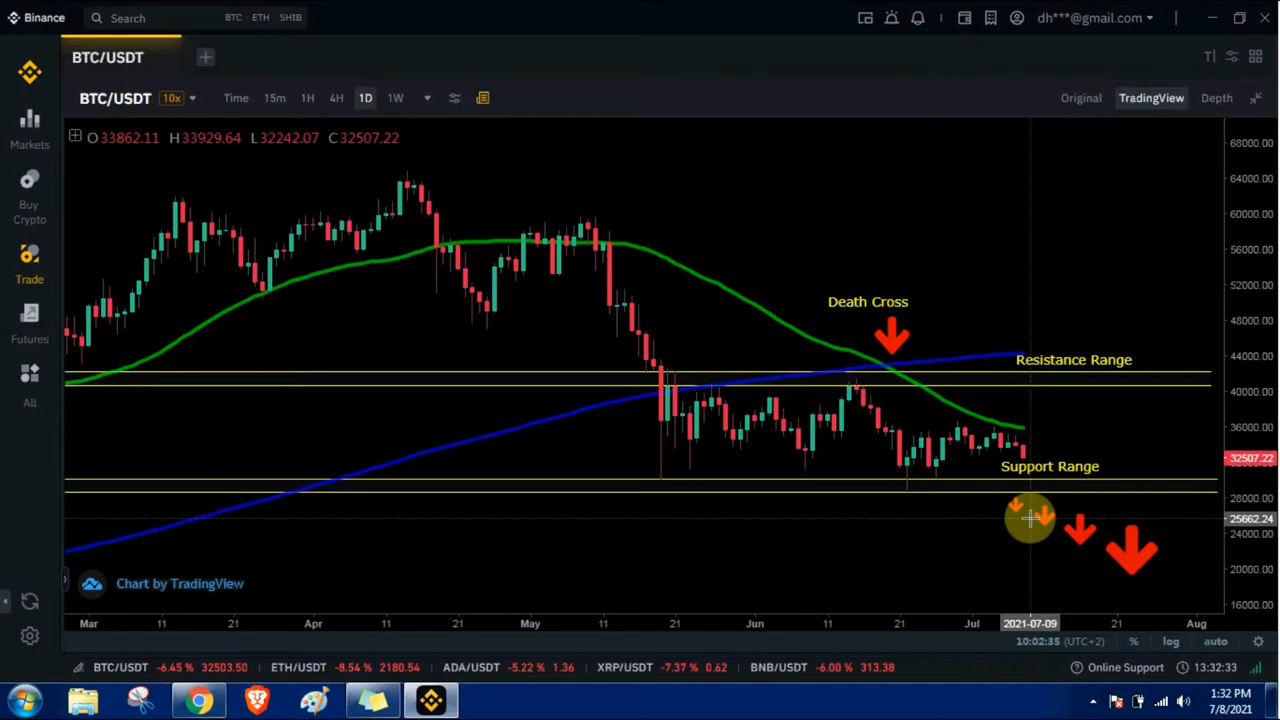 Binance
Search
BTC · ETH · SH1B
dh***@gmail.com
BTC/USDT
BTC/USDT 10x Time 15m 1H 4H 1D 1W
Original TradingView Depth
O33862.11 H33929.64 L32242.07 C32507.22
Markets
Buy
Crypto
Trade
Futures
All
Death Cross
Resistance Range
Support Range
68000.00
64000.00
60000.00
56000.00
52000.00
48000.00
44000.00
40000.00
36000.00
32507.22
28000.00
25662.24
24000.00
20000.00
16000.00
Chart by TradingView
Mar 11 21 Apr 11 21 May 11 Jun 11 21 Jul 2021-07-09 21 Aug
10:02:35 (UTC+2) % log auto
BTC/USDT -6.45% 32503.50 ETH/USDT -8.54% 2180.54 ADA/USDT -5.22% 1.36 XRP/USDT -7.37% 0.62 BNB/USDT -6.00% 313.38 Online Support 13:32:33
1:32 PM
7/8/2021